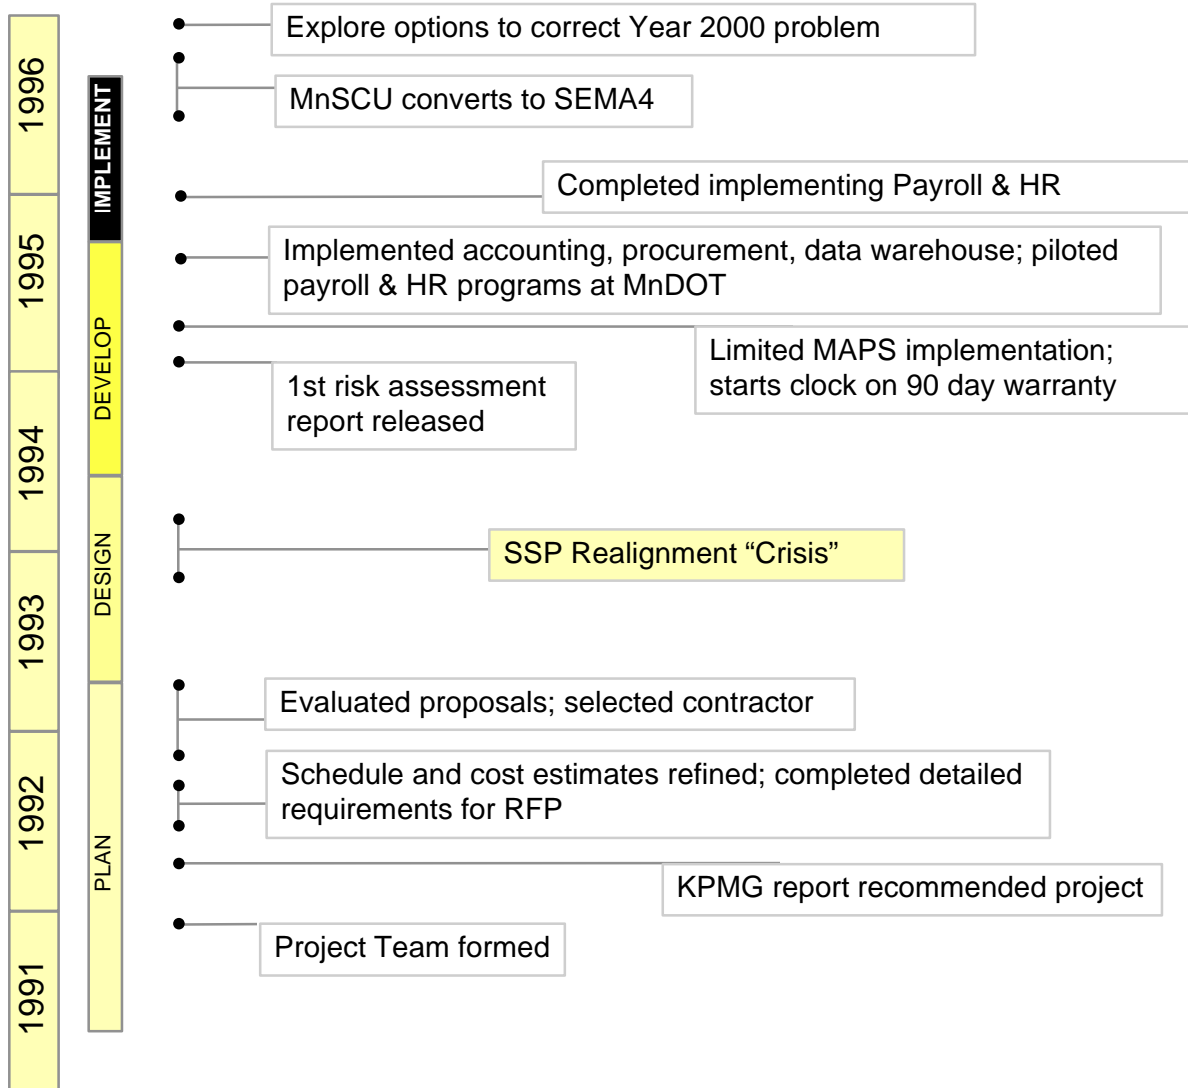 1996
IMPLEMENT
Explore options to correct Year 2000 problem
MnSCU converts to SEMA4
Completed implementing Payroll & HR
1995
DEVELOP
Implemented accounting, procurement, data warehouse; piloted
payroll & HR programs at MnDOT
Limited MAPS implementation;
starts clock on 90 day warranty
1st risk assessment
report released
1994
DESIGN
SSP Realignment “Crisis”
1993
Evaluated proposals; selected contractor
1992
PLAN
Schedule and cost estimates refined; completed detailed
requirements for RFP
KPMG report recommended project
Project Team formed
1991